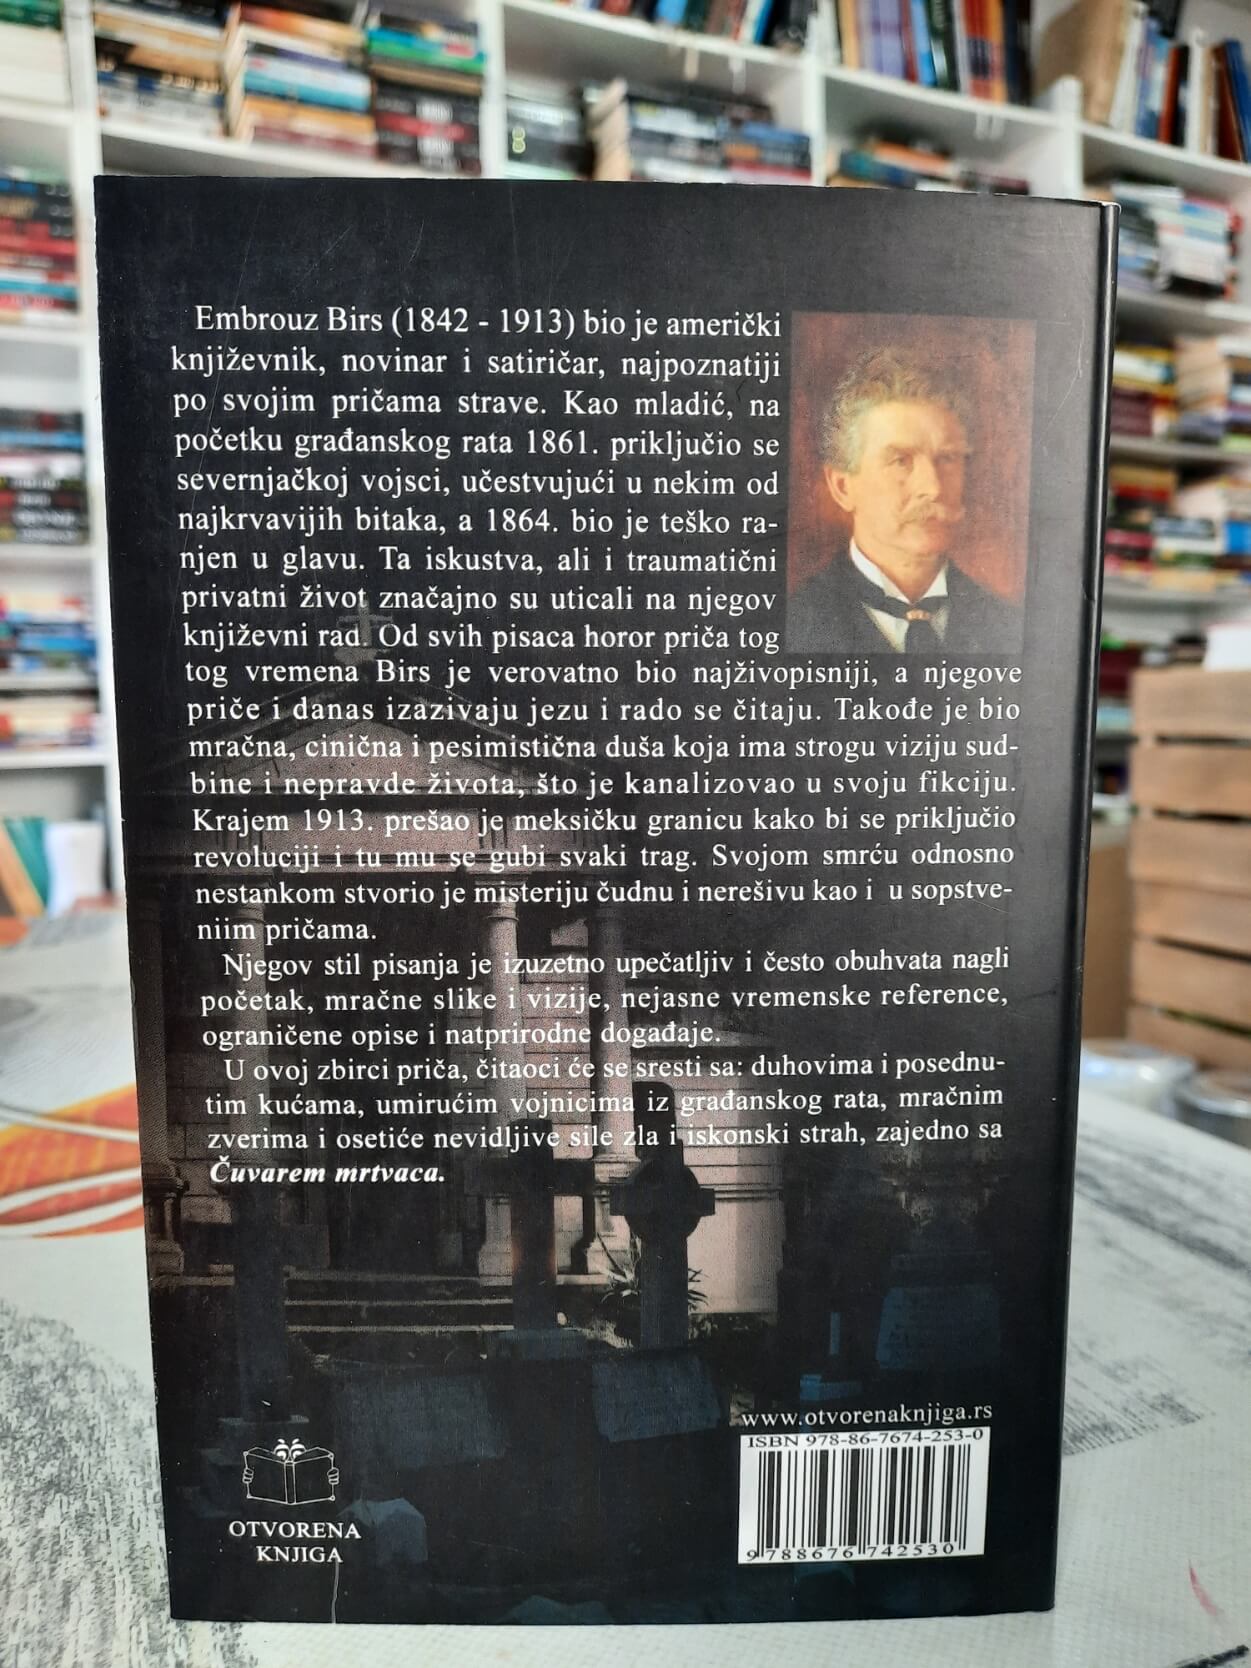 Embrouz Birs (1842 - 1913) bio je američki
književnik, novinar i satiričar, najpoznatiji
po svojim pričama strave. Kao mladić, na
početku građanskog rata 1861. priključio se
severnjačkoj vojsci, učestvujući u nekim od
najkrvavijih bitaka, a 1864. bio je teško ra-
njen u glavu. Ta iskustva, ali i traumatični
privatni život značajno su uticali na njegov
književni rad. Od svih pisaca horor priča tog
tog vremena Birs je verovatno bio najživopisniji, a njegove
priče i danas izazivaju jezu i rado se čitaju. Takođe je bio
mračna, cinična i pesimistična duša koja ima strogu viziju sud-
bine i nepravde života, što je kanalizovao u svoju fikciju.
Krajem 1913. prešao je meksičku granicu kako bi se priključio
revoluciji i tu mu se gubi svaki trag. Svojom smrću odnosno
nestankom stvorio je misteriju čudnu i nerešivu kao i u sopstve-
niim pričama.
Njegov stil pisanja je izuzetno upečatljiv i često obuhvata nagli
početak, mračne slike i vizije, nejasne vremenske reference,
ograničene opise i natprirodne događaje.
U ovoj zbirci priča, čitaoci će se sresti sa: duhovima i posednu-
tim kućama, umirućim vojnicima iz građanskog rata, mračnim
zverima i osetiće nevidljive sile zla i iskonski strah, zajedno sa
Čuvarem mrtvaca.
www.otvorenaknjiga.rs
ISBN 978-86-7674-253-0
9 788676 742530
OTVORENA
KNJIGA